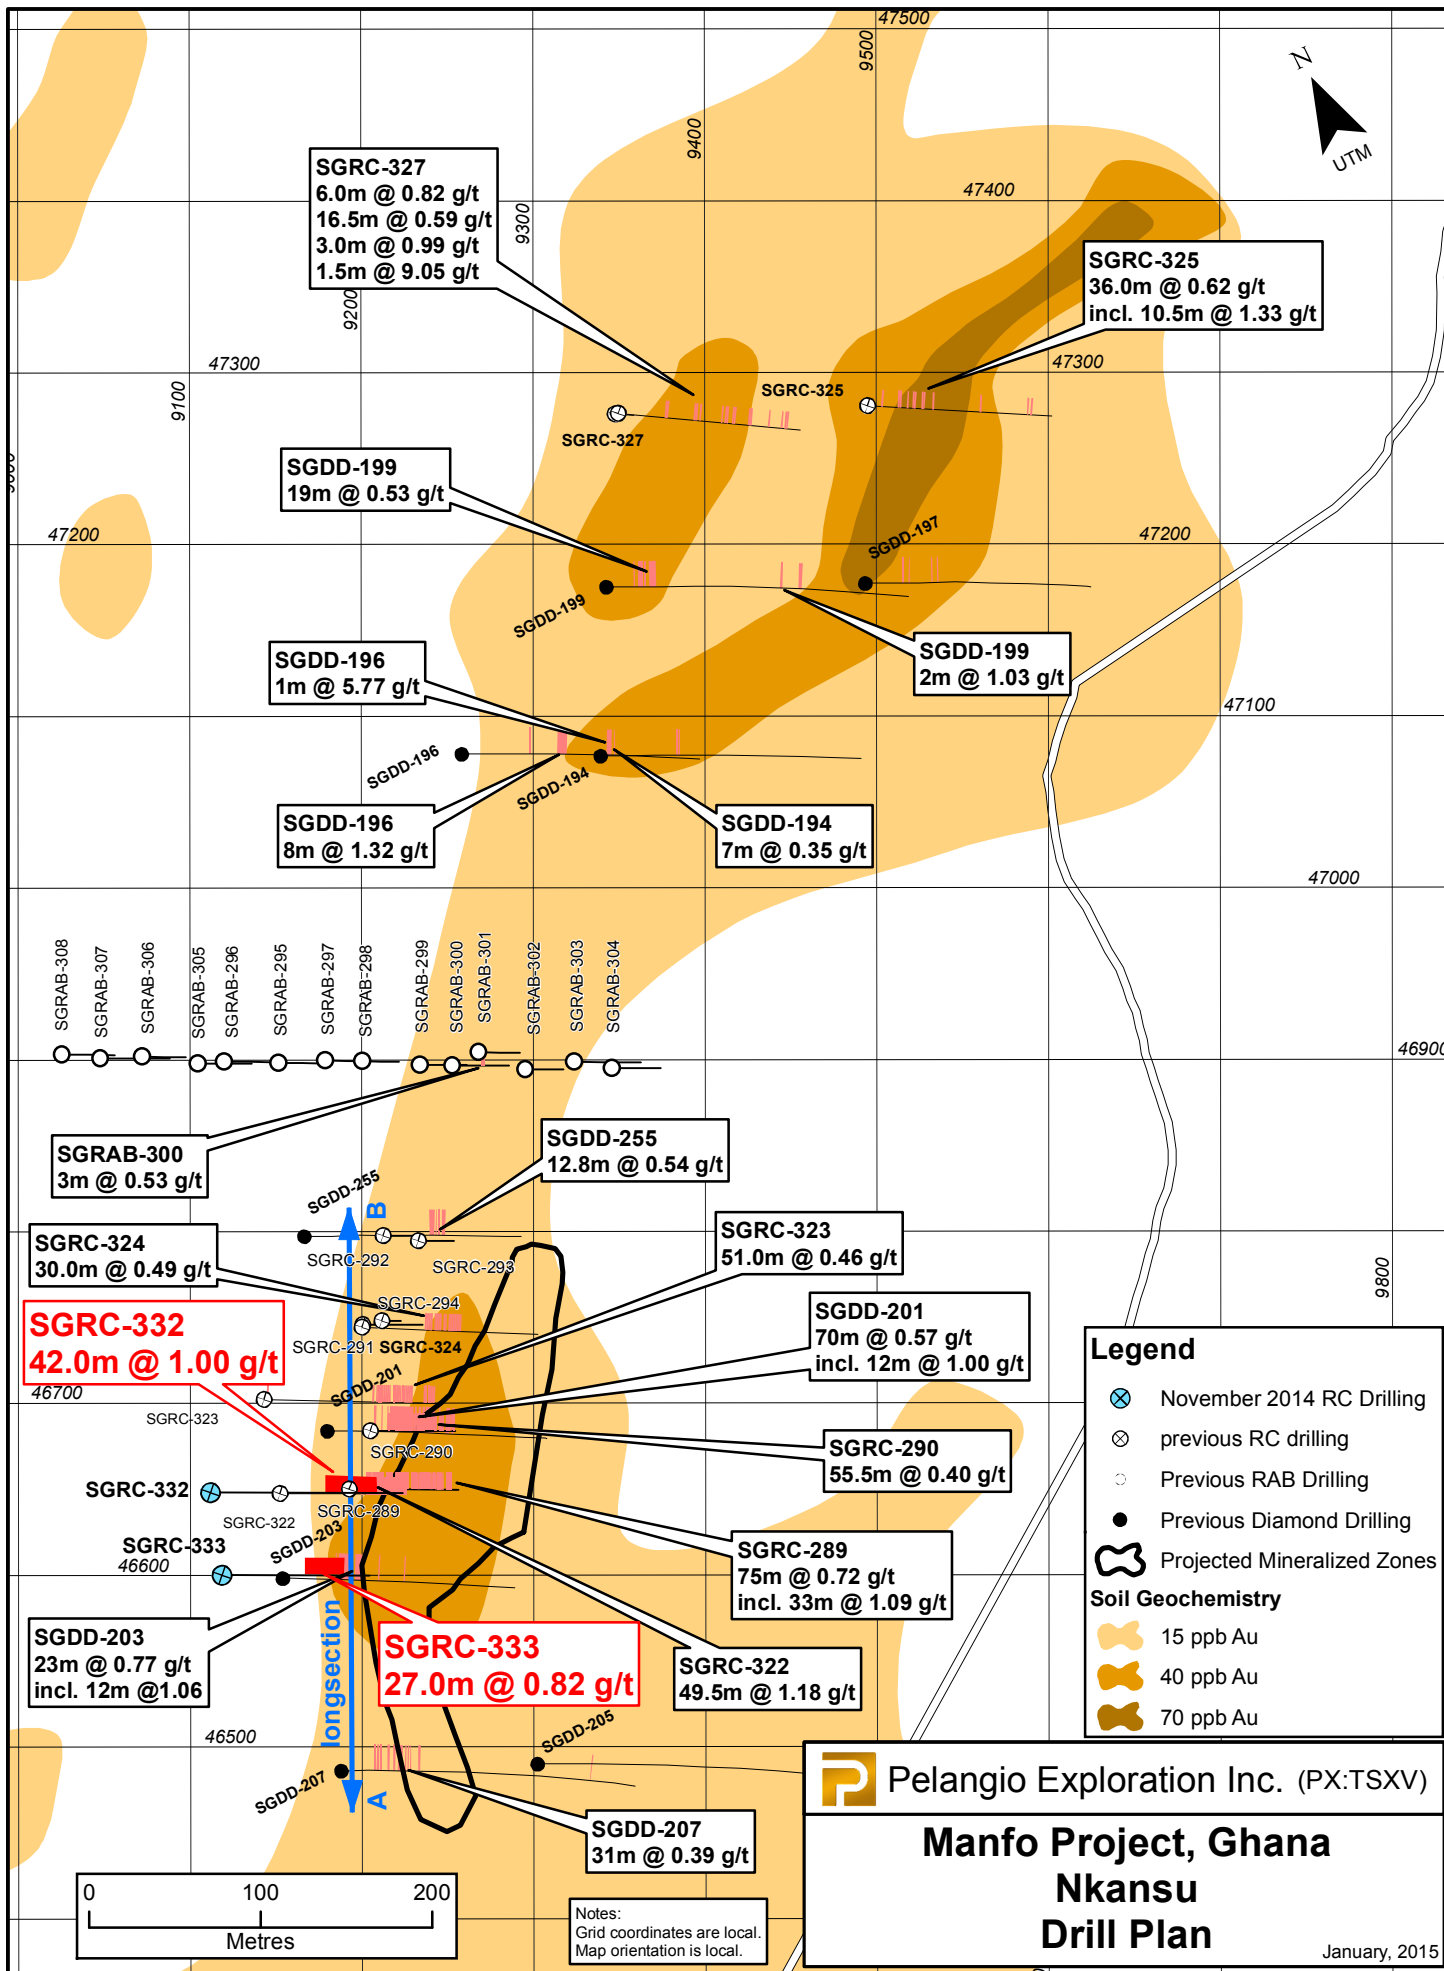 47500
9500
N
UTM
9400
SGRC-327
6.0m @ 0.82 g/t
16.5m @ 0.59 g/t
3.0m @ 0.99 g/t
1.5m @ 9.05 g/t
47400
9300
SGRC-325
36.0m @ 0.62 g/t
incl. 10.5m @ 1.33 g/t
9200
47300
47300
9100
SGRC-325
SGRC-327
SGDD-199
19m @ 0.53 g/t
47200
SGDD-197
47200
SGDD-199
SGDD-199
2m @ 1.03 g/t
SGDD-196
1m @ 5.77 g/t
47100
SGDD-196
SGDD-194
SGDD-196
8m @ 1.32 g/t
SGDD-194
7m @ 0.35 g/t
47000
SGRAB-308
SGRAB-307
SGRAB-306
SGRAB-305
SGRAB-296
SGRAB-295
SGRAB-297
SGRAB-298
SGRAB-299
SGRAB-300
SGRAB-301
SGRAB-302
SGRAB-303
SGRAB-304
46900
SGRAB-300
3m @ 0.53 g/t
SGDD-255
12.8m @ 0.54 g/t
SGDD-255
B
SGRC-292
SGRC-293
SGRC-324
30.0m @ 0.49 g/t
SGRC-323
51.0m @ 0.46 g/t
9800
SGRC-294
SGRC-332
42.0m @ 1.00 g/t
SGRC-291
SGRC-324
SGDD-201
70m @ 0.57 g/t
incl. 12m @ 1.00 g/t
46700
SGDD-201
SGRC-323
SGRC-290
SGRC-290
55.5m @ 0.40 g/t
SGRC-332
SGRC-289
SGRC-322
SGDD-203
SGRC-333
46600
SGRC-289
75m @ 0.72 g/t
incl. 33m @ 1.09 g/t
SGDD-203
23m @ 0.77 g/t
incl. 12m @1.06
SGRC-333
27.0m @ 0.82 g/t
SGRC-322
49.5m @ 1.18 g/t
longsection
46500
SGDD-205
SGDD-207
A
SGDD-207
31m @ 0.39 g/t
Legend
November 2014 RC Drilling
previous RC drilling
Previous RAB Drilling
Previous Diamond Drilling
Projected Mineralized Zones
Soil Geochemistry
15 ppb Au
40 ppb Au
70 ppb Au
P Pelangio Exploration Inc. (PX:TSXV)
Manfo Project, Ghana
Nkansu
Drill Plan
January, 2015
0 100 200
Metres
Notes:
Grid coordinates are local.
Map orientation is local.